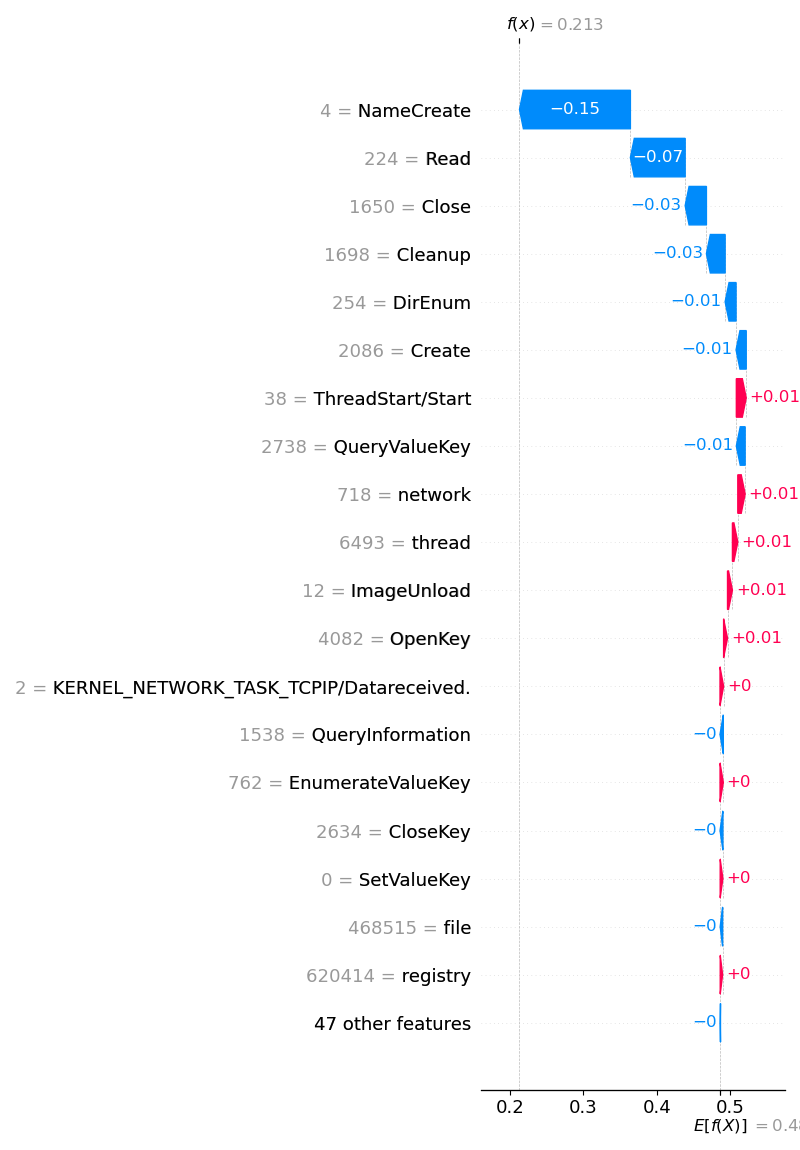 f(x) = 0.213
4 = NameCreate −0.15
224 = Read −0.07
1650 = Close −0.03
1698 = Cleanup −0.03
254 = DirEnum −0.01
2086 = Create −0.01
38 = ThreadStart/Start +0.01
2738 = QueryValueKey −0.01
718 = network +0.01
6493 = thread +0.01
12 = ImageUnload +0.01
4082 = OpenKey +0.01
2 = KERNEL_NETWORK_TASK_TCPIP/Datareceived. +0
1538 = QueryInformation −0
762 = EnumerateValueKey +0
2634 = CloseKey −0
0 = SetValueKey +0
468515 = file −0
620414 = registry +0
47 other features −0
0.2 0.3 0.4 0.5
E[f(X)] = 0.48